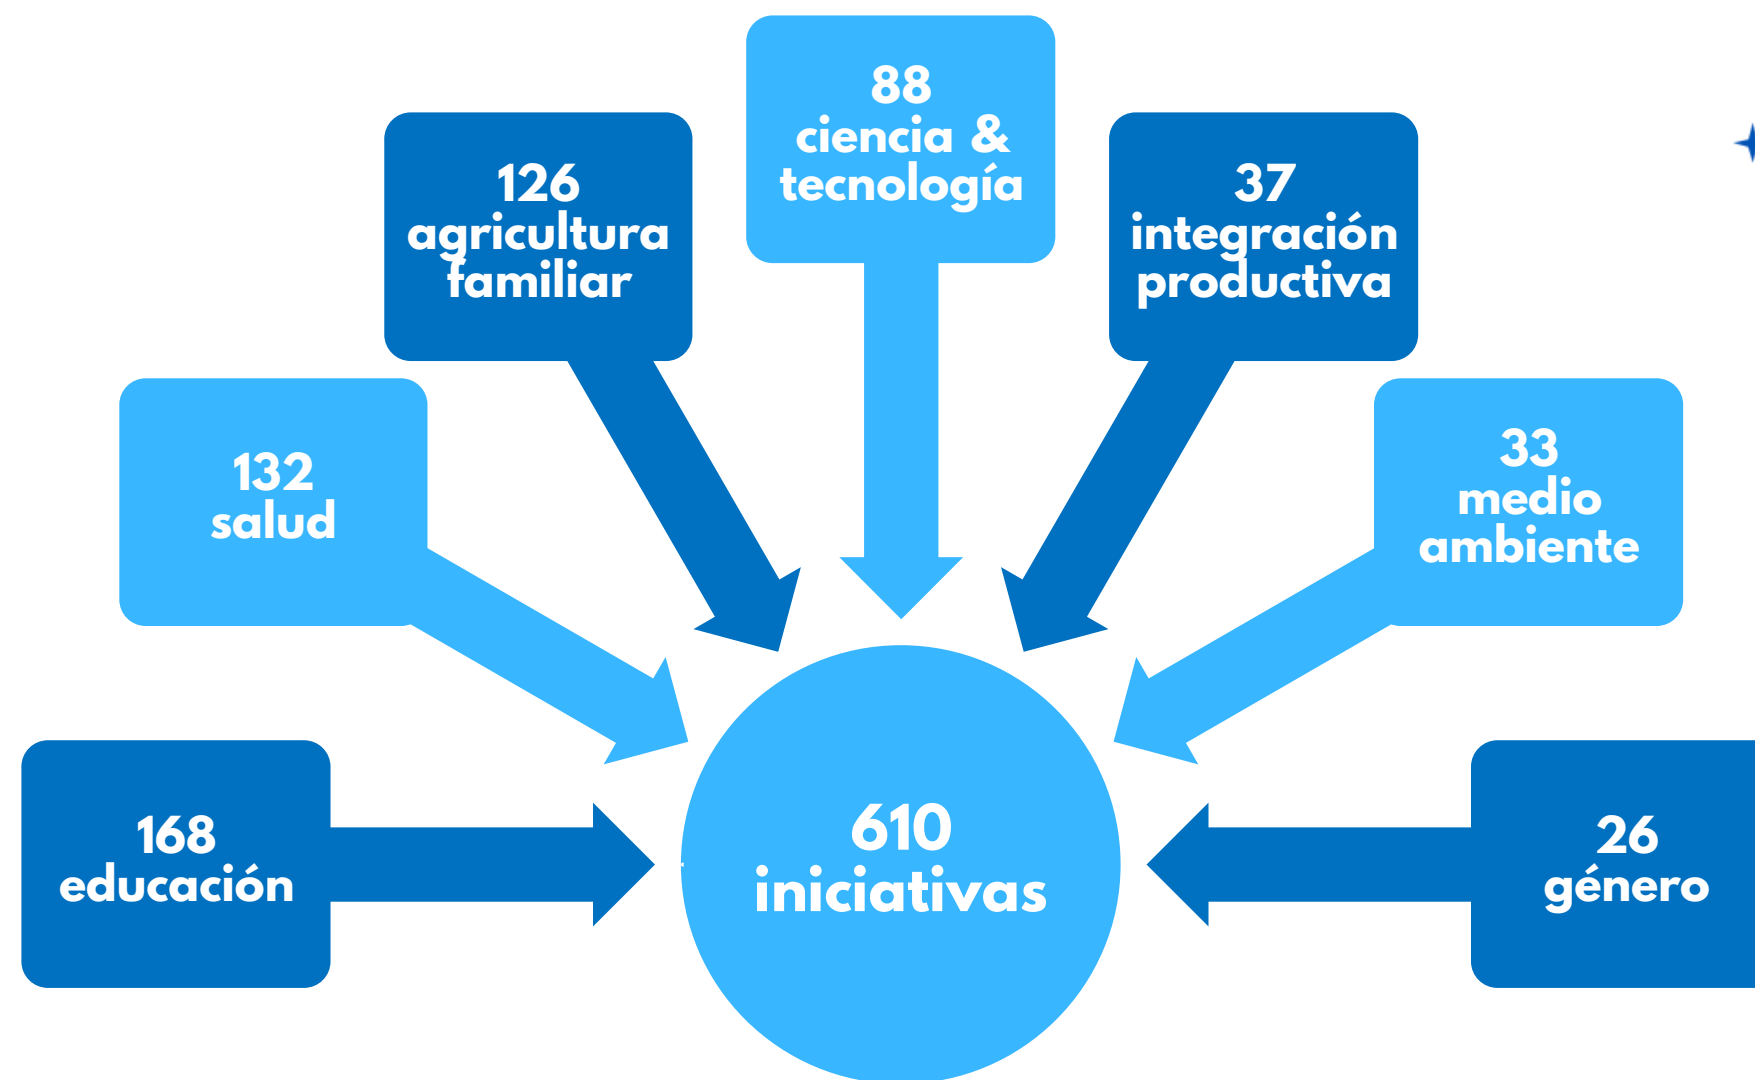 88
ciencia &
tecnología
126
agricultura
familiar
37
integración
productiva
132
salud
33
medio
ambiente
168
educación
610
iniciativas
26
género